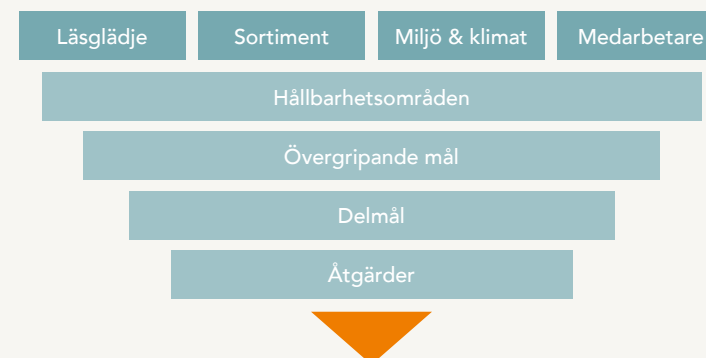 Läsglädje
Sortiment
Miljö & klimat
Medarbetare
Hållbarhetsområden
Övergripande mål
Delmål
Åtgärder